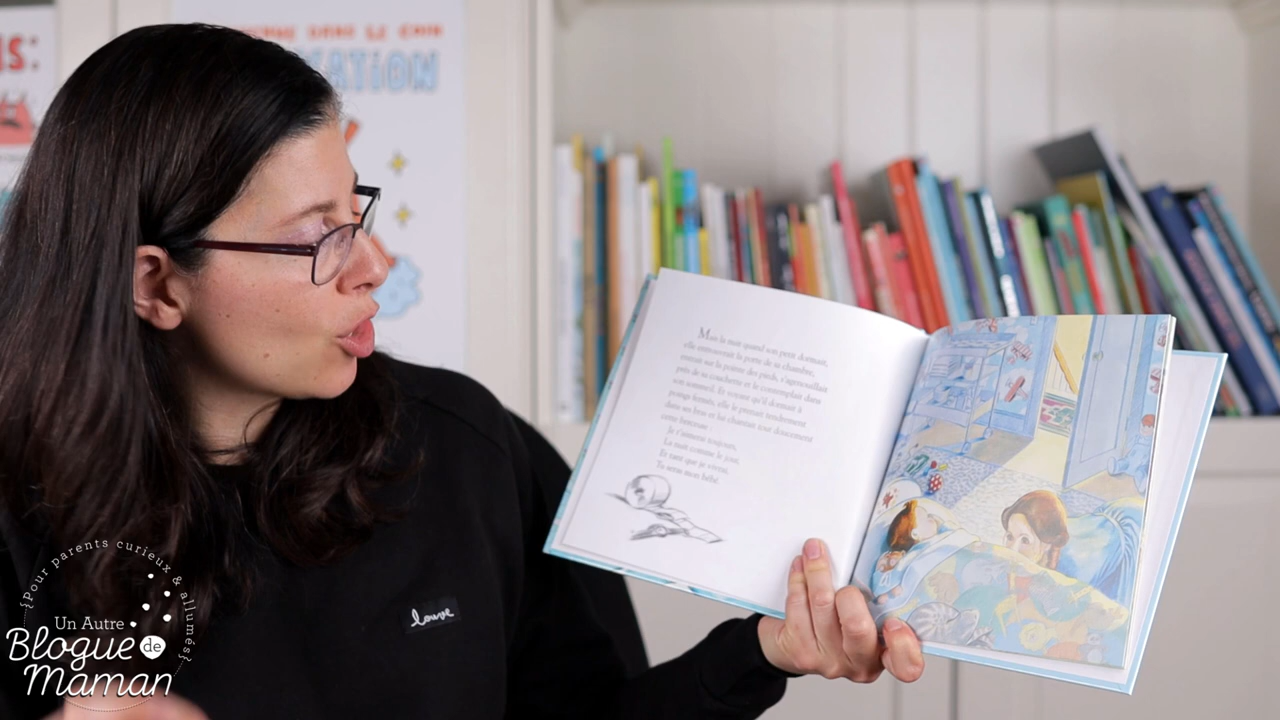 NS:
DANS LE COIN
Mais la nuit quand son petit dormait,
elle entrouvrait la porte de sa chambre,
entrait sur la pointe des pieds, s'agenouillait
près de sa couchette et le contemplait dans
son sommeil. Et voyant qu'il dormait à
poings fermés, elle le prenait tendrement
dans ses bras et lui chantait tout doucement
cette berceuse :
Je t'aimerai toujours,
La nuit comme le jour,
Et tant que je vivrai,
Tu seras mon bébé.
louve
{Pour parents curieux & allumés}
Un Autre
Blogue de
Maman